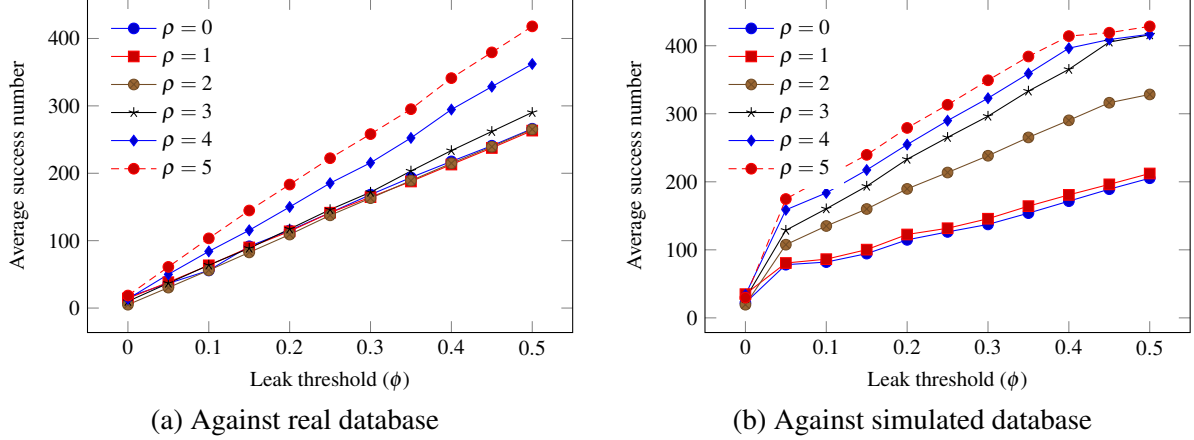 400
300
200
100
0
Average success number
ρ = 0
ρ = 1
ρ = 2
ρ = 3
ρ = 4
ρ = 5
0 0.1 0.2 0.3 0.4 0.5
Leak threshold (ϕ)
(a) Against real database
400
300
200
100
0
Average success number
ρ = 0
ρ = 1
ρ = 2
ρ = 3
ρ = 4
ρ = 5
0 0.1 0.2 0.3 0.4 0.5
Leak threshold (ϕ)
(b) Against simulated database